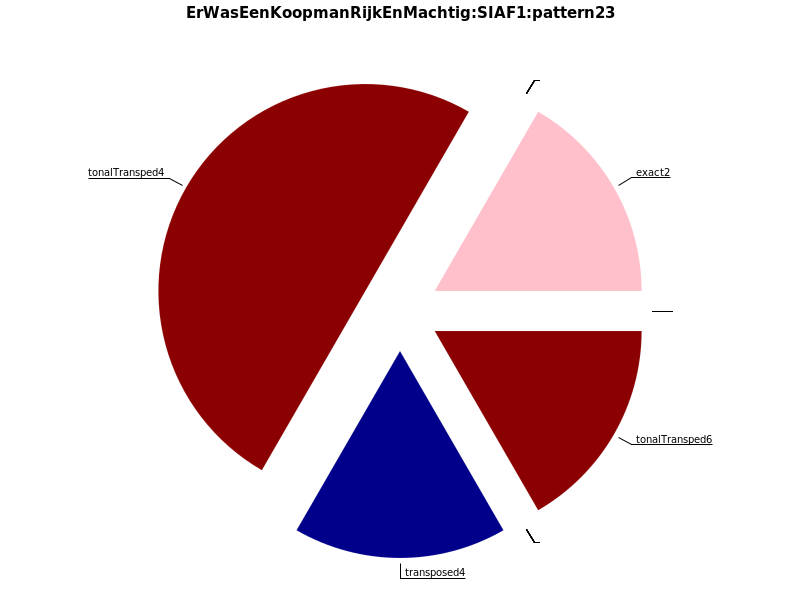 ErWasEenKoopmanRijkEnMachtig:SIAF1:pattern23
tonalTransped4
exact2
tonalTransped6
transposed4